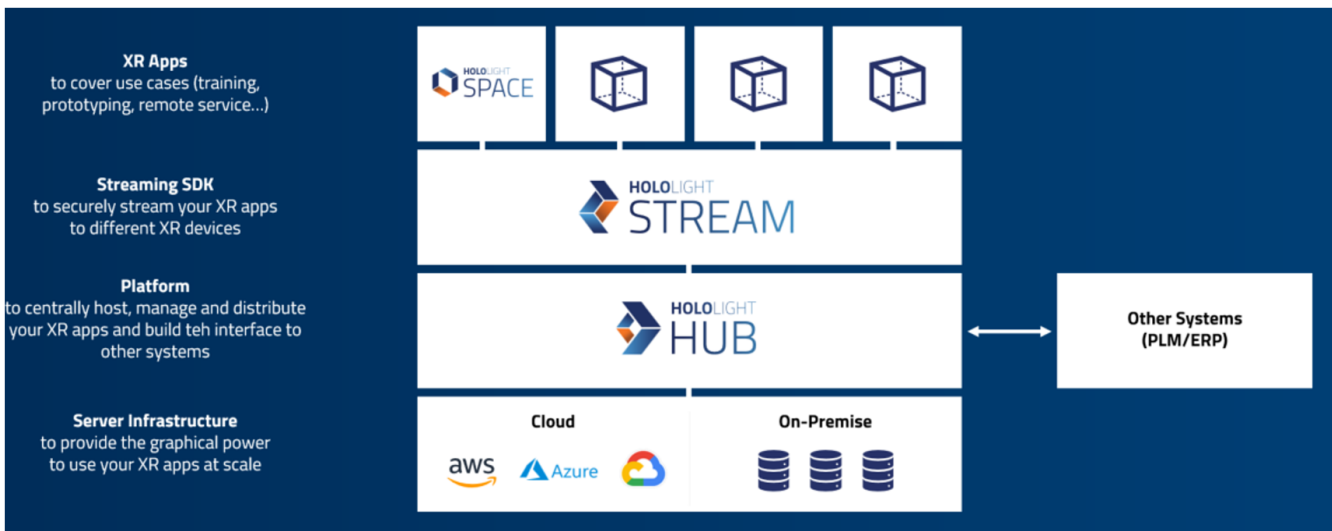 XR Apps
to cover use cases (training,
prototyping, remote service...)
HOLOLIGHT
SPACE
Streaming SDK
to securely stream your XR apps
to different XR devices
HOLOLIGHT
STREAM
Platform
to centrally host, manage and distribute
your XR apps and build teh interface to
other systems
HOLOLIGHT
HUB
Other Systems
(PLM/ERP)
Server Infrastructure
to provide the graphical power
to use your XR apps at scale
Cloud
aws
Azure
On-Premise